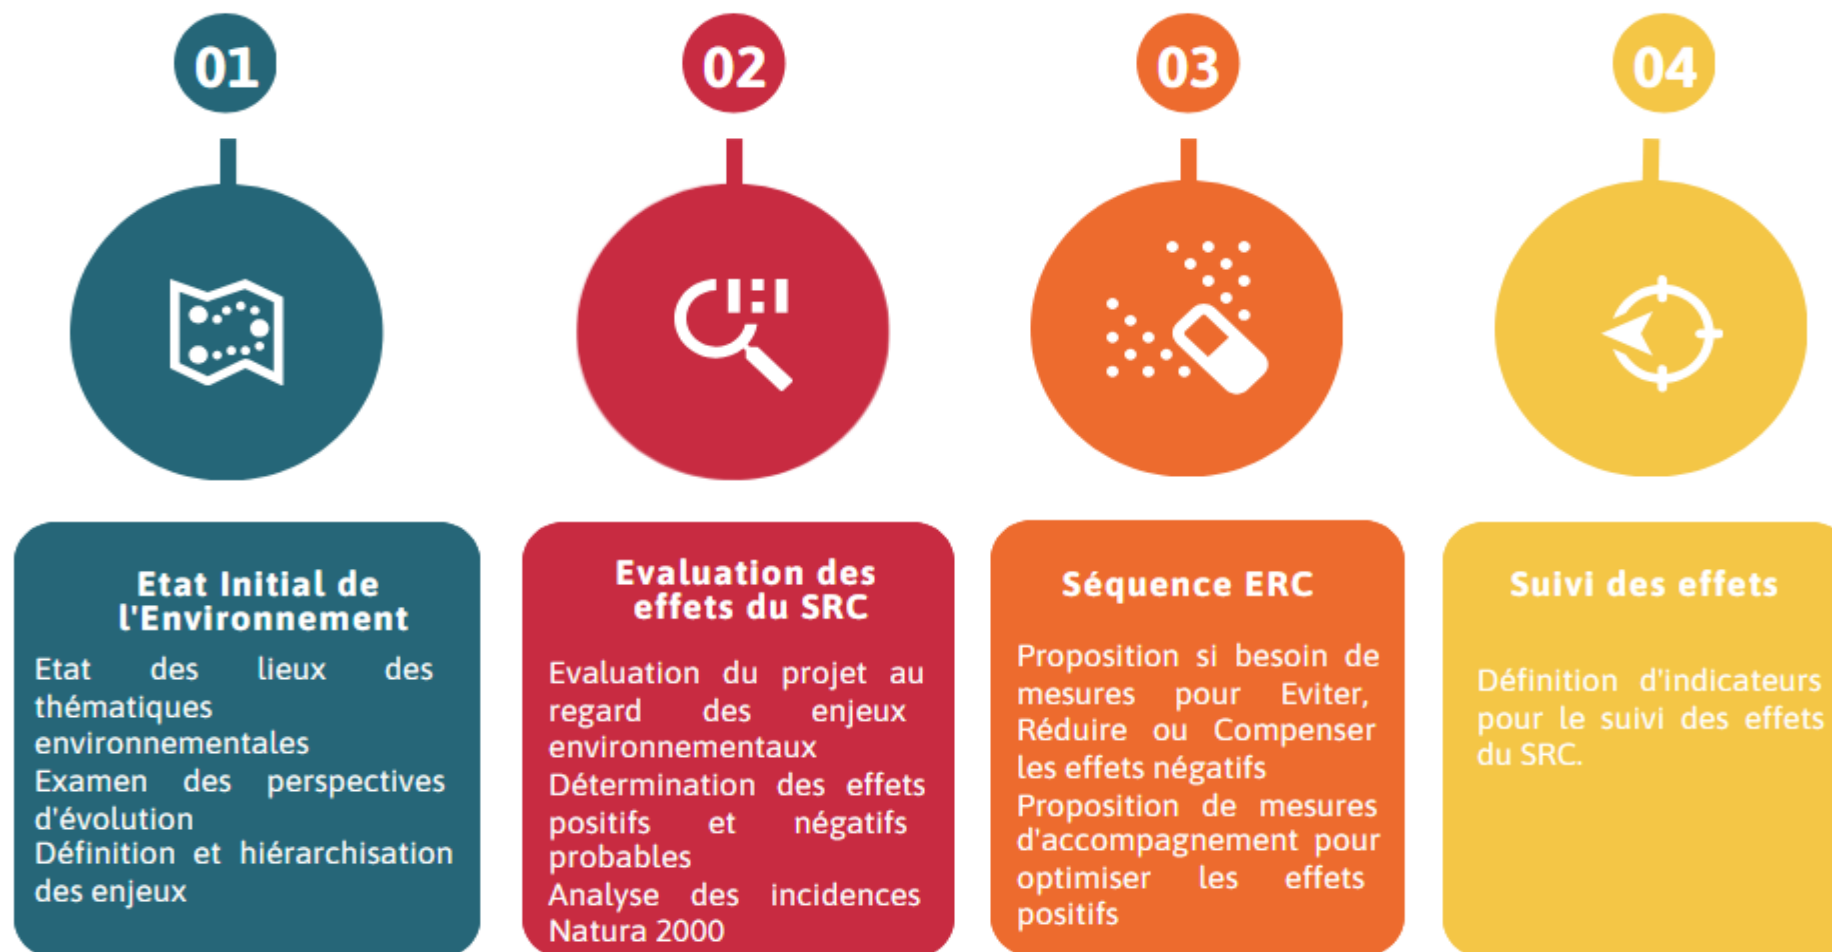 01
Etat Initial de
l'Environnement
Etat des lieux des
thématiques
environnementales
Examen des perspectives
d'évolution
Définition et hiérarchisation
des enjeux
02
Evaluation des
effets du SRC
Evaluation du projet au
regard des enjeux
environnementaux
Détermination des effets
positifs et négatifs
probables
Analyse des incidences
Natura 2000
03
Séquence ERC
Proposition si besoin de
mesures pour Eviter,
Réduire ou Compenser
les effets négatifs
Proposition de mesures
d'accompagnement pour
optimiser les effets
positifs
04
Suivi des effets
Définition d'indicateurs
pour le suivi des effets
du SRC.